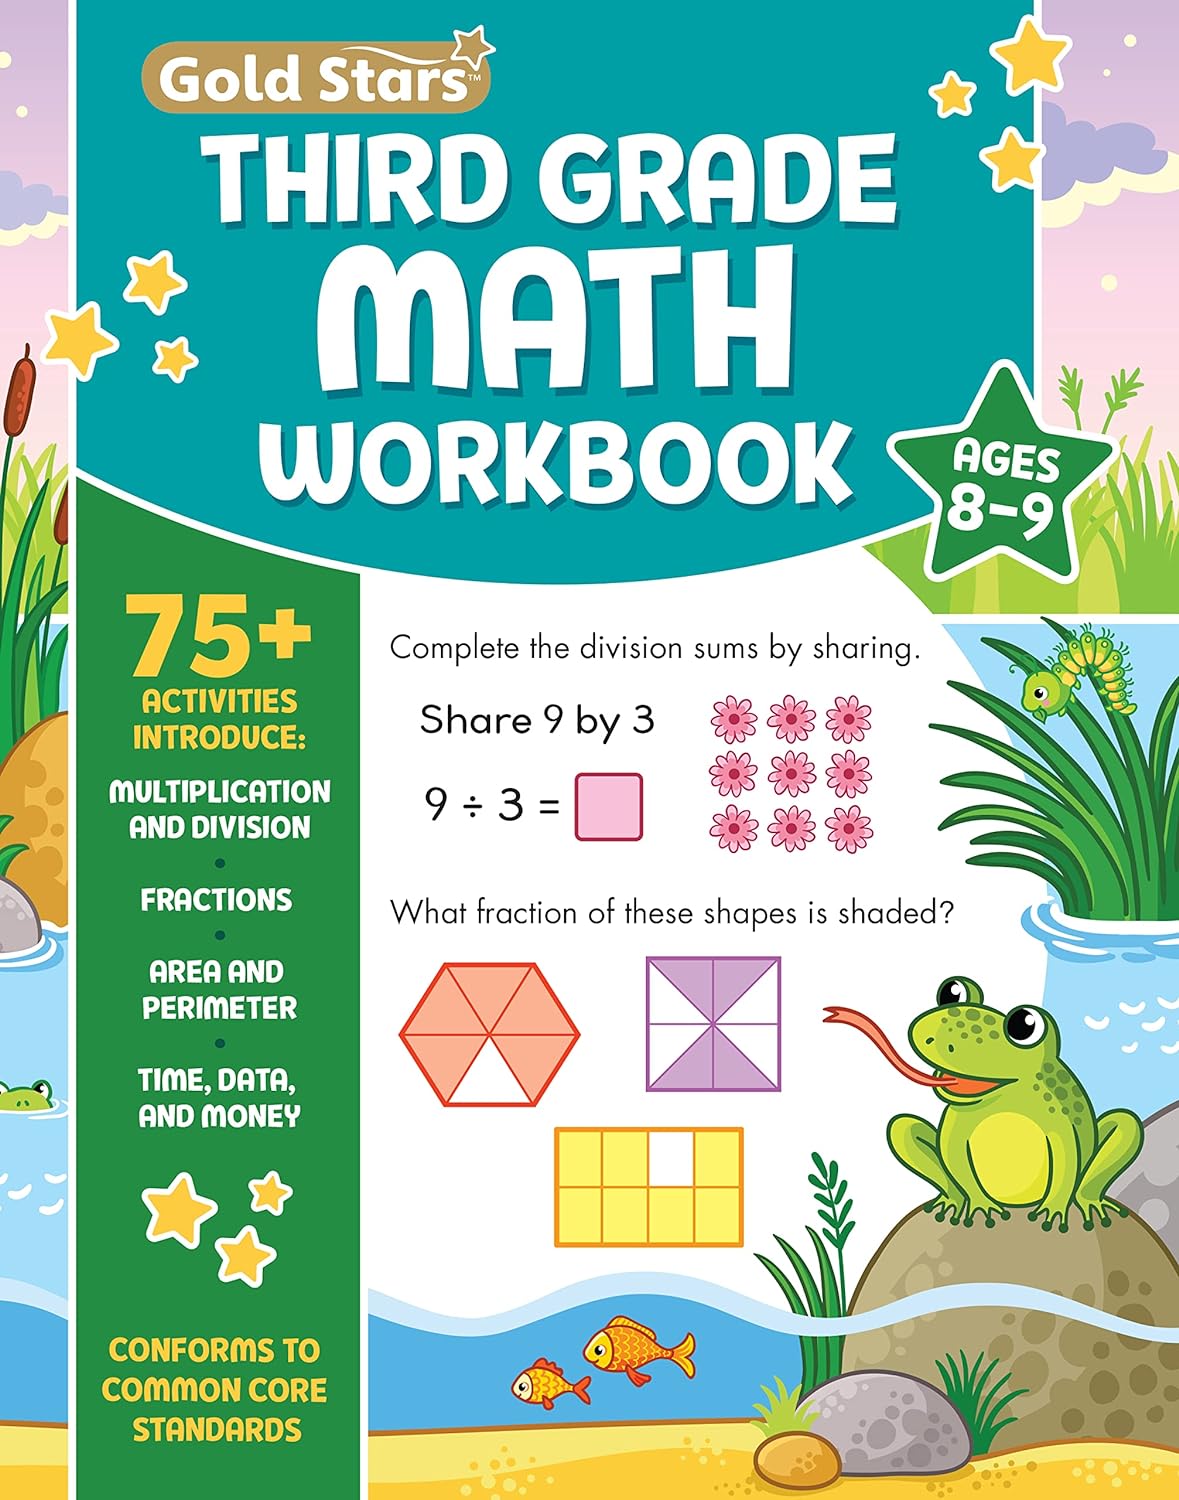 Gold Stars™
THIRD GRADE
MATH
WORKBOOK
AGES
8–9
75+
ACTIVITIES
INTRODUCE:
MULTIPLICATION
AND DIVISION
•
FRACTIONS
•
AREA AND
PERIMETER
•
TIME, DATA,
AND MONEY
CONFORMS TO
COMMON CORE
STANDARDS
Complete the division sums by sharing.
Share 9 by 3
9 ÷ 3 =
What fraction of these shapes is shaded?